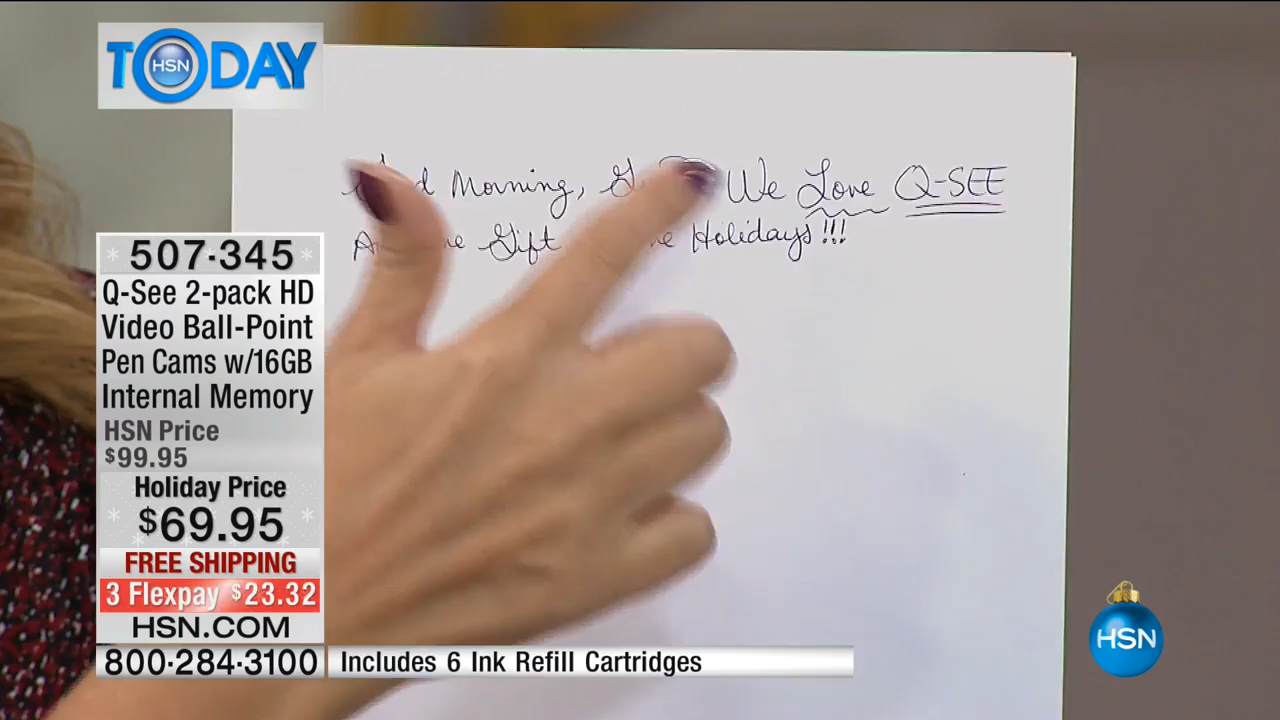 TODAY
HSN
Morning, We Love Q-SEE
Gift Holidays!!!
507·345
Q-See 2-pack HD
Video Ball-Point
Pen Cams w/16GB
Internal Memory
HSN Price
$99.95
Holiday Price
$69.95
FREE SHIPPING
3 Flexpay $23.32
HSN.COM
800·284·3100
Includes 6 Ink Refill Cartridges
HSN